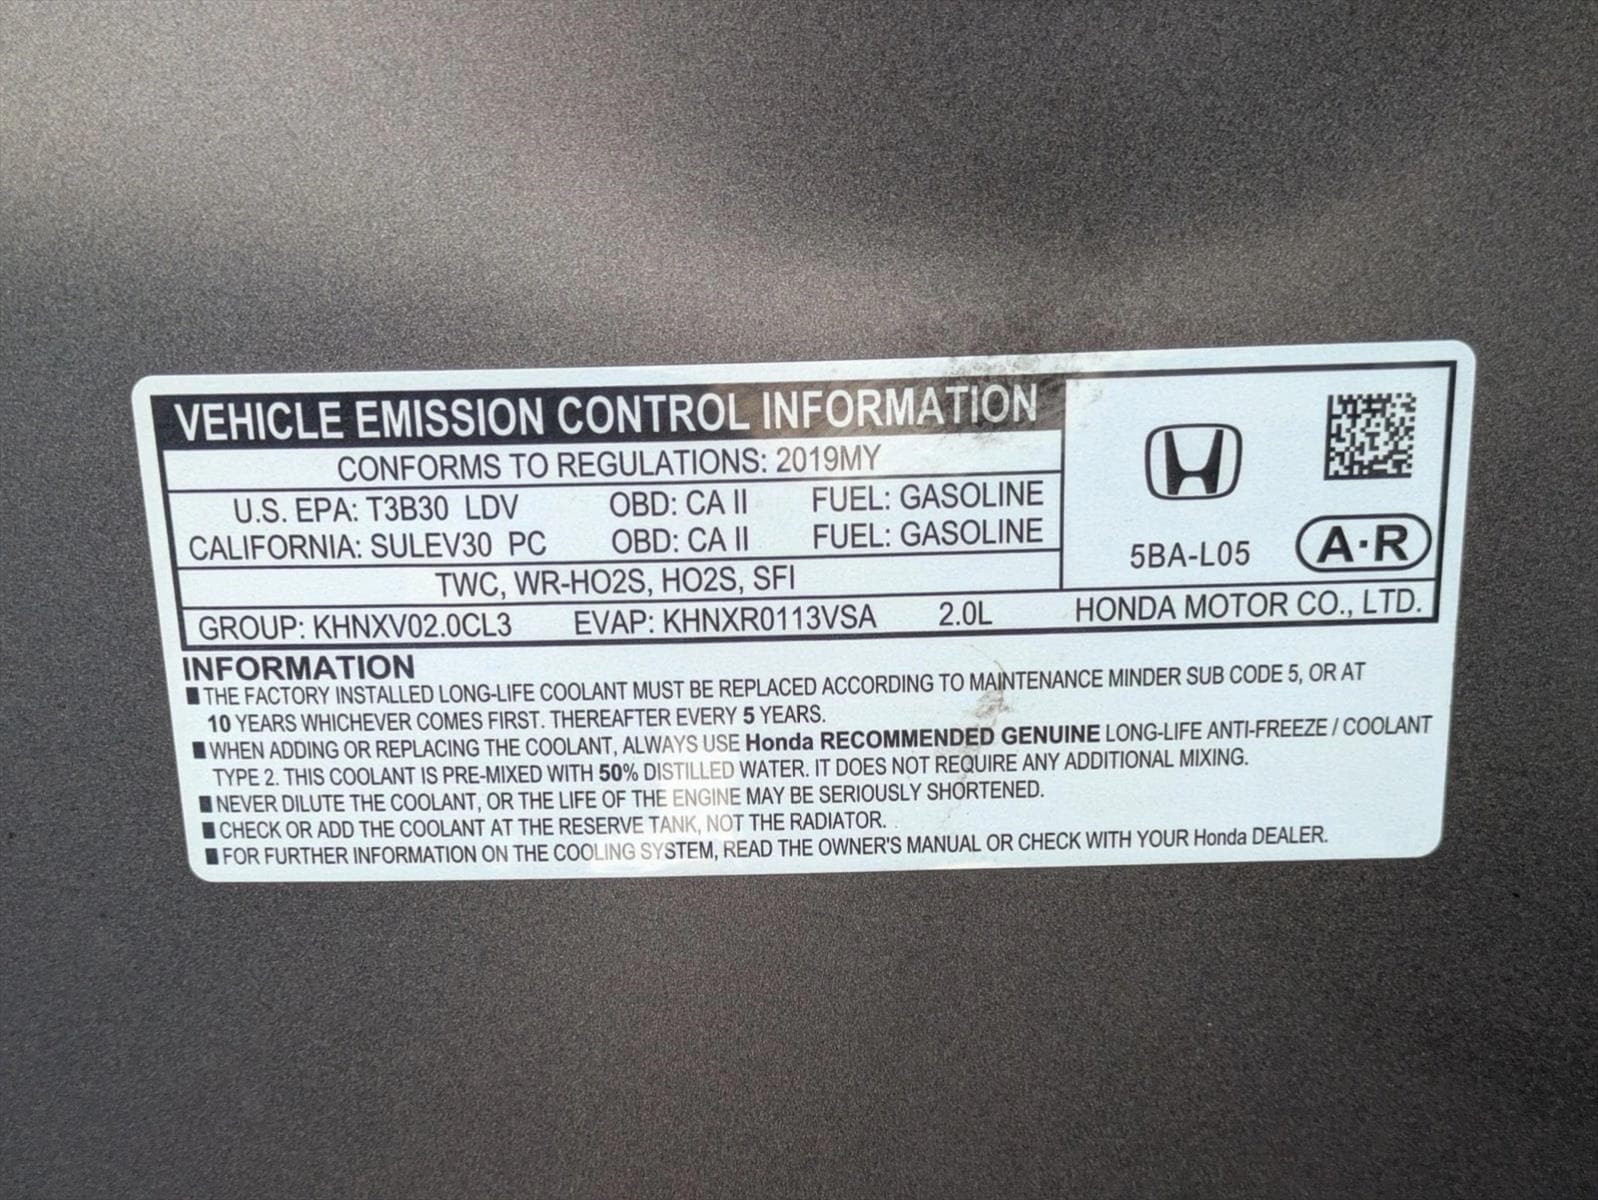 VEHICLE EMISSION CONTROL INFORMATION
CONFORMS TO REGULATIONS: 2019MY
U.S. EPA: T3B30 LDV OBD: CA II FUEL: GASOLINE
CALIFORNIA: SULEV30 PC OBD: CA II FUEL: GASOLINE
TWC, WR-HO2S, HO2S, SFI
5BA-L05 A·R
GROUP: KHNXV02.0CL3 EVAP: KHNXR0113VSA 2.0L HONDA MOTOR CO., LTD.
INFORMATION
■ THE FACTORY INSTALLED LONG-LIFE COOLANT MUST BE REPLACED ACCORDING TO MAINTENANCE MINDER SUB CODE 5, OR AT
10 YEARS WHICHEVER COMES FIRST. THEREAFTER EVERY 5 YEARS.
■ WHEN ADDING OR REPLACING THE COOLANT, ALWAYS USE Honda RECOMMENDED GENUINE LONG-LIFE ANTI-FREEZE / COOLANT
TYPE 2. THIS COOLANT IS PRE-MIXED WITH 50% DISTILLED WATER. IT DOES NOT REQUIRE ANY ADDITIONAL MIXING.
■ NEVER DILUTE THE COOLANT, OR THE LIFE OF THE ENGINE MAY BE SERIOUSLY SHORTENED.
■ CHECK OR ADD THE COOLANT AT THE RESERVE TANK, NOT THE RADIATOR.
■ FOR FURTHER INFORMATION ON THE COOLING SYSTEM, READ THE OWNER'S MANUAL OR CHECK WITH YOUR Honda DEALER.